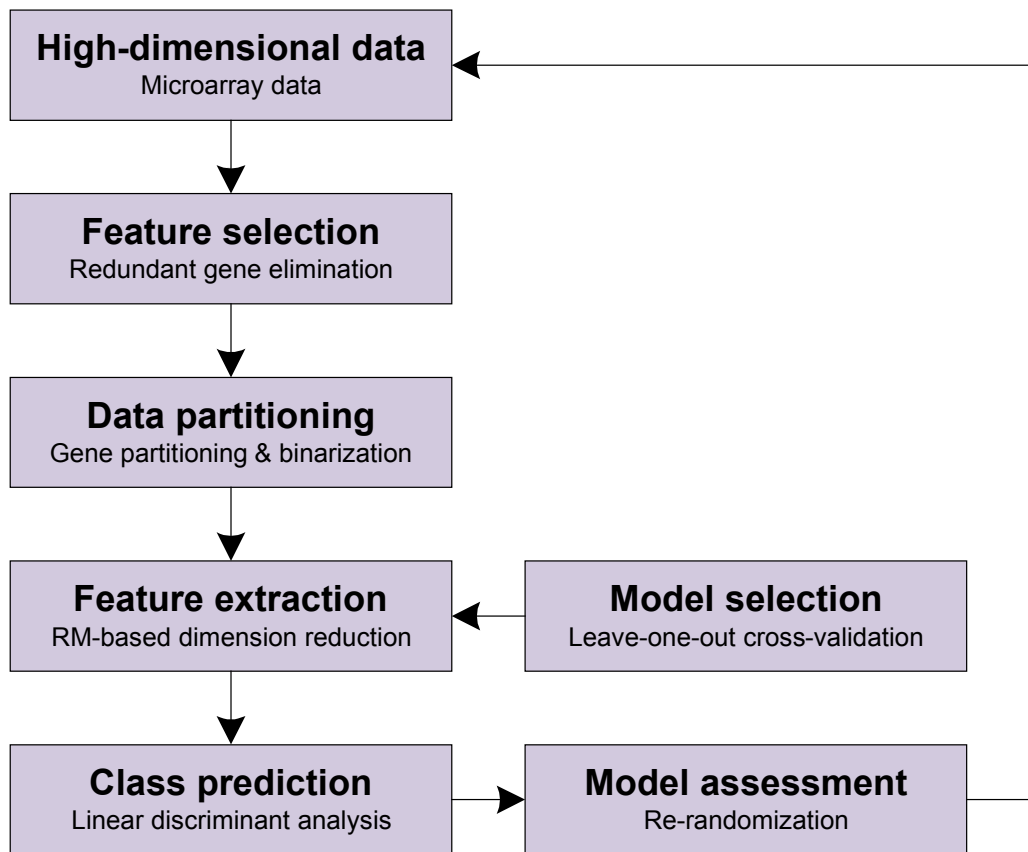 High-dimensional data
Microarray data
Feature selection
Redundant gene elimination
Data partitioning
Gene partitioning & binarization
Feature extraction
RM-based dimension reduction
Model selection
Leave-one-out cross-validation
Class prediction
Linear discriminant analysis
Model assessment
Re-randomization